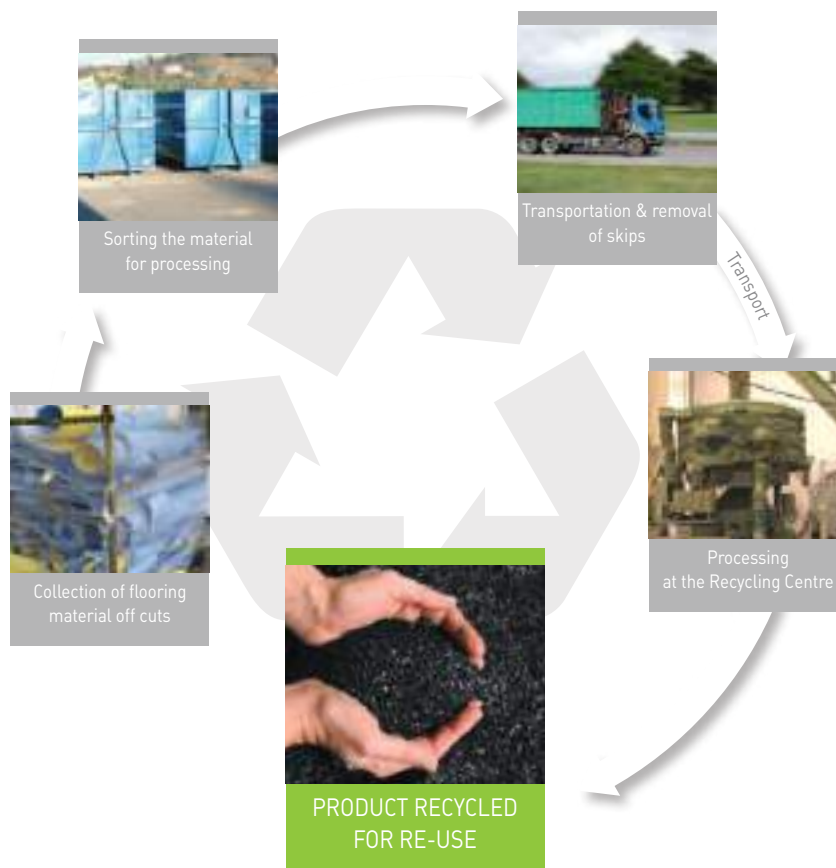 Sorting the material
for processing
Transportation & removal
of skips
Transport
Collection of flooring
material off cuts
Processing
at the Recycling Centre
PRODUCT RECYCLED
FOR RE-USE